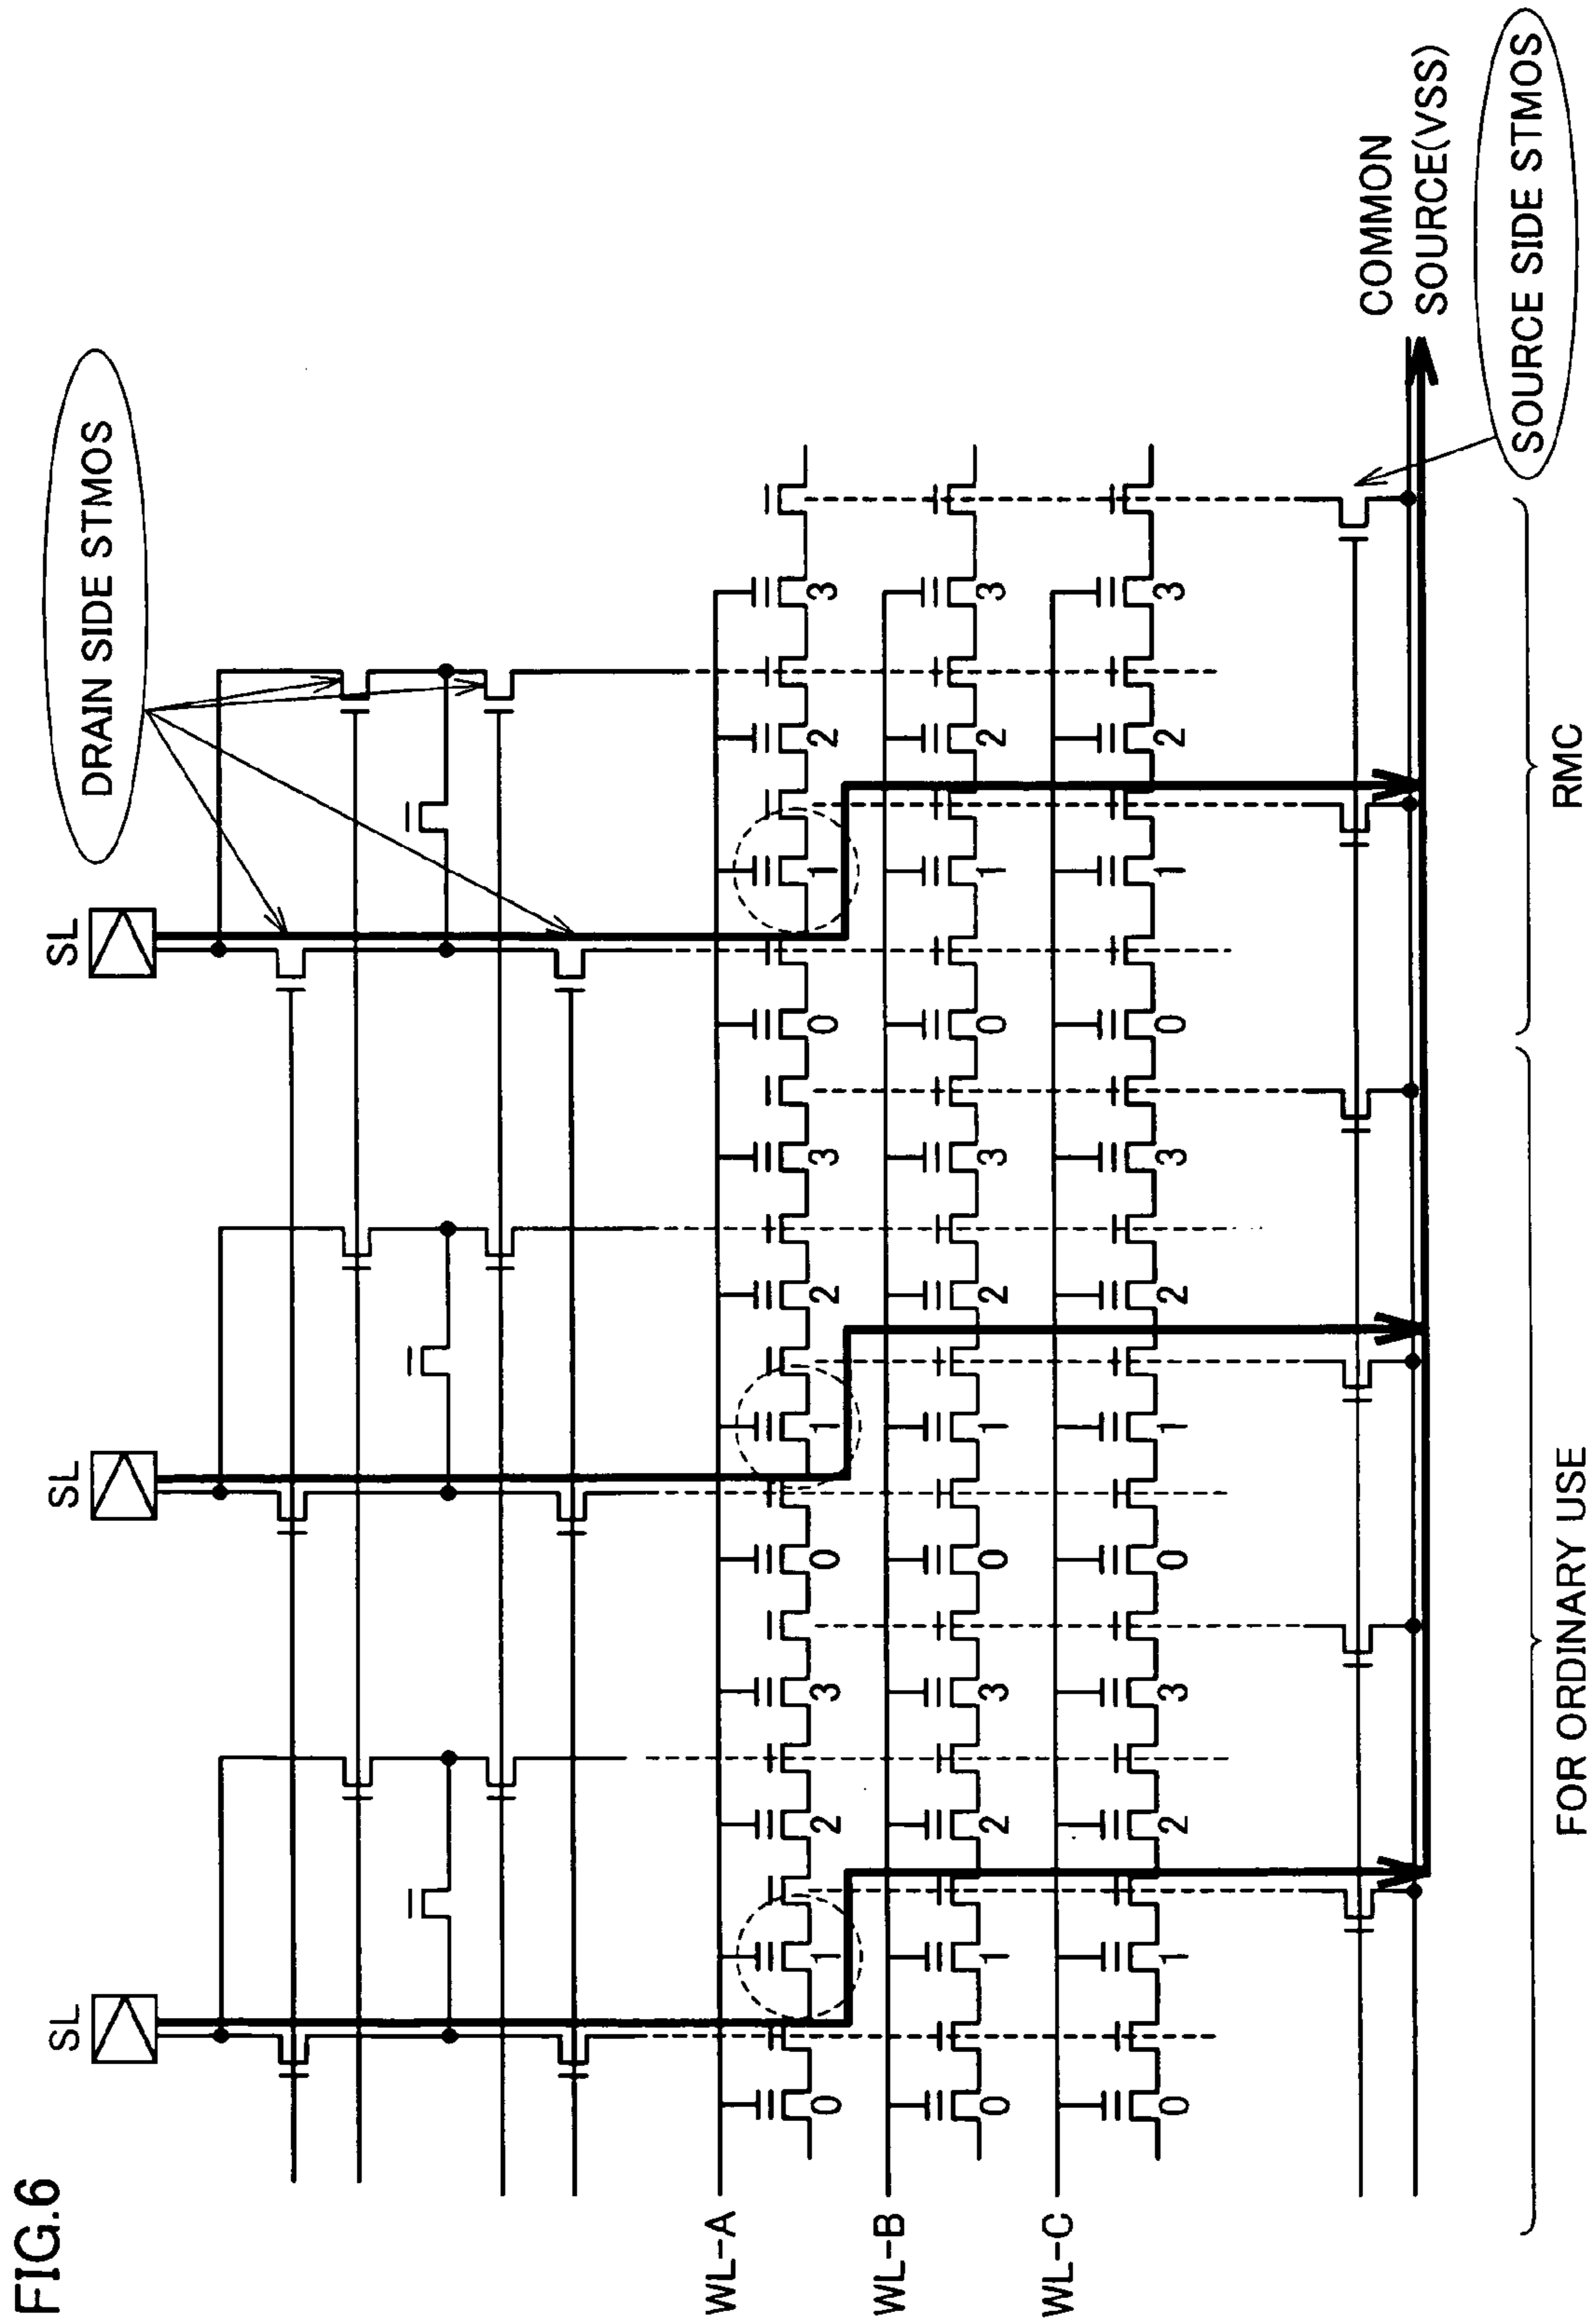 FIG.6
SL SL SL
DRAIN SIDE STMOS
WL-A
0 1 2 3 0 1 2 3 0 1 2 3
WL-B
0 1 2 3 0 1 2 3 0 1 2 3
WL-C
0 1 2 3 0 1 2 3 0 1 2 3
COMMON
SOURCE(VSS)
SOURCE SIDE STMOS
FOR ORDINARY USE
RMC